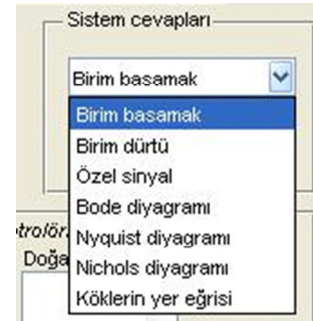 Sistem cevapları
Birim basamak
Birim basamak
Birim dürtü
Özel sinyal
Bode diyagramı
Nyquist diyagramı
Nichols diyagramı
Köklerin yer eğrisi